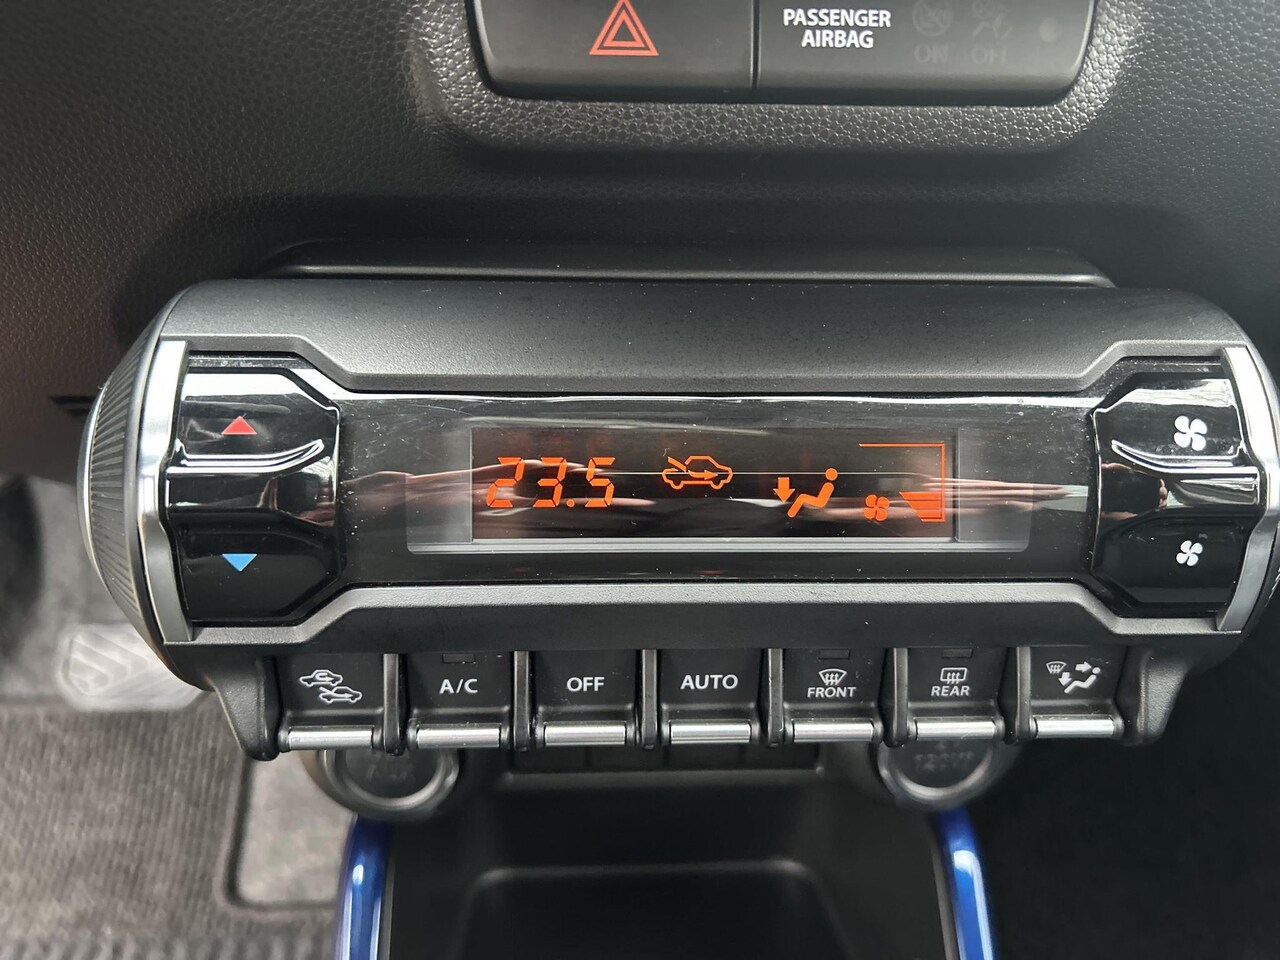 PASSENGER
AIRBAG
ON OFF
23.5
A/C
OFF
AUTO
FRONT
REAR